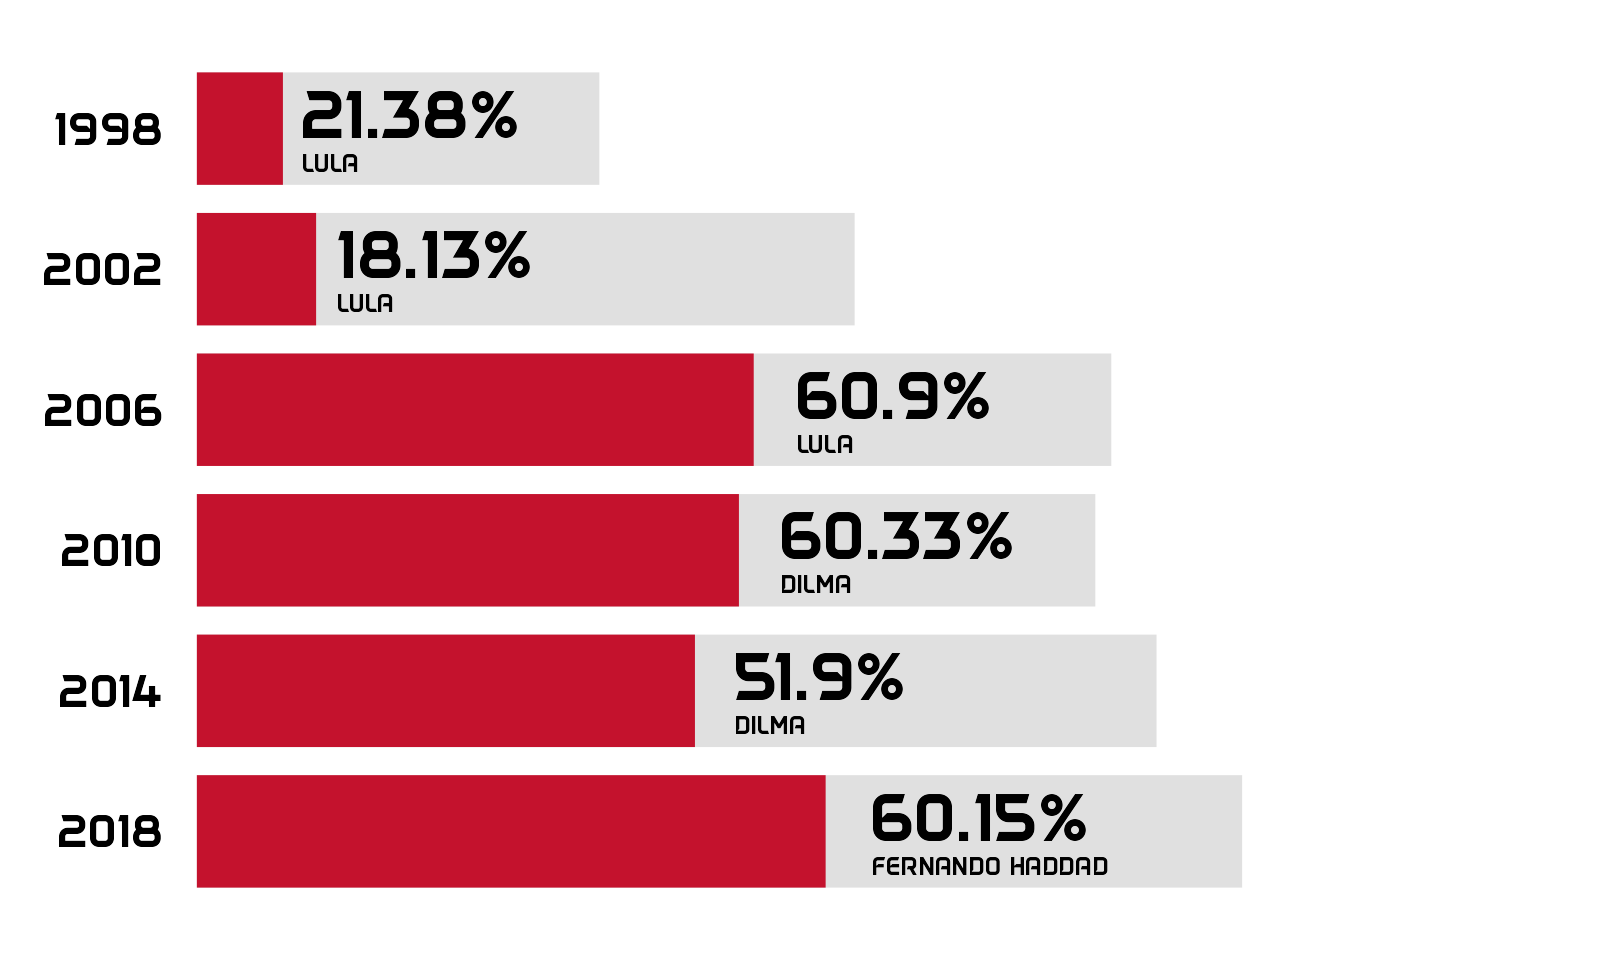 1998
21.38%
LULA
2002
18.13%
LULA
2006
60.9%
LULA
2010
60.33%
DILMA
2014
51.9%
DILMA
2018
60.15%
FERNANDO HADDAD